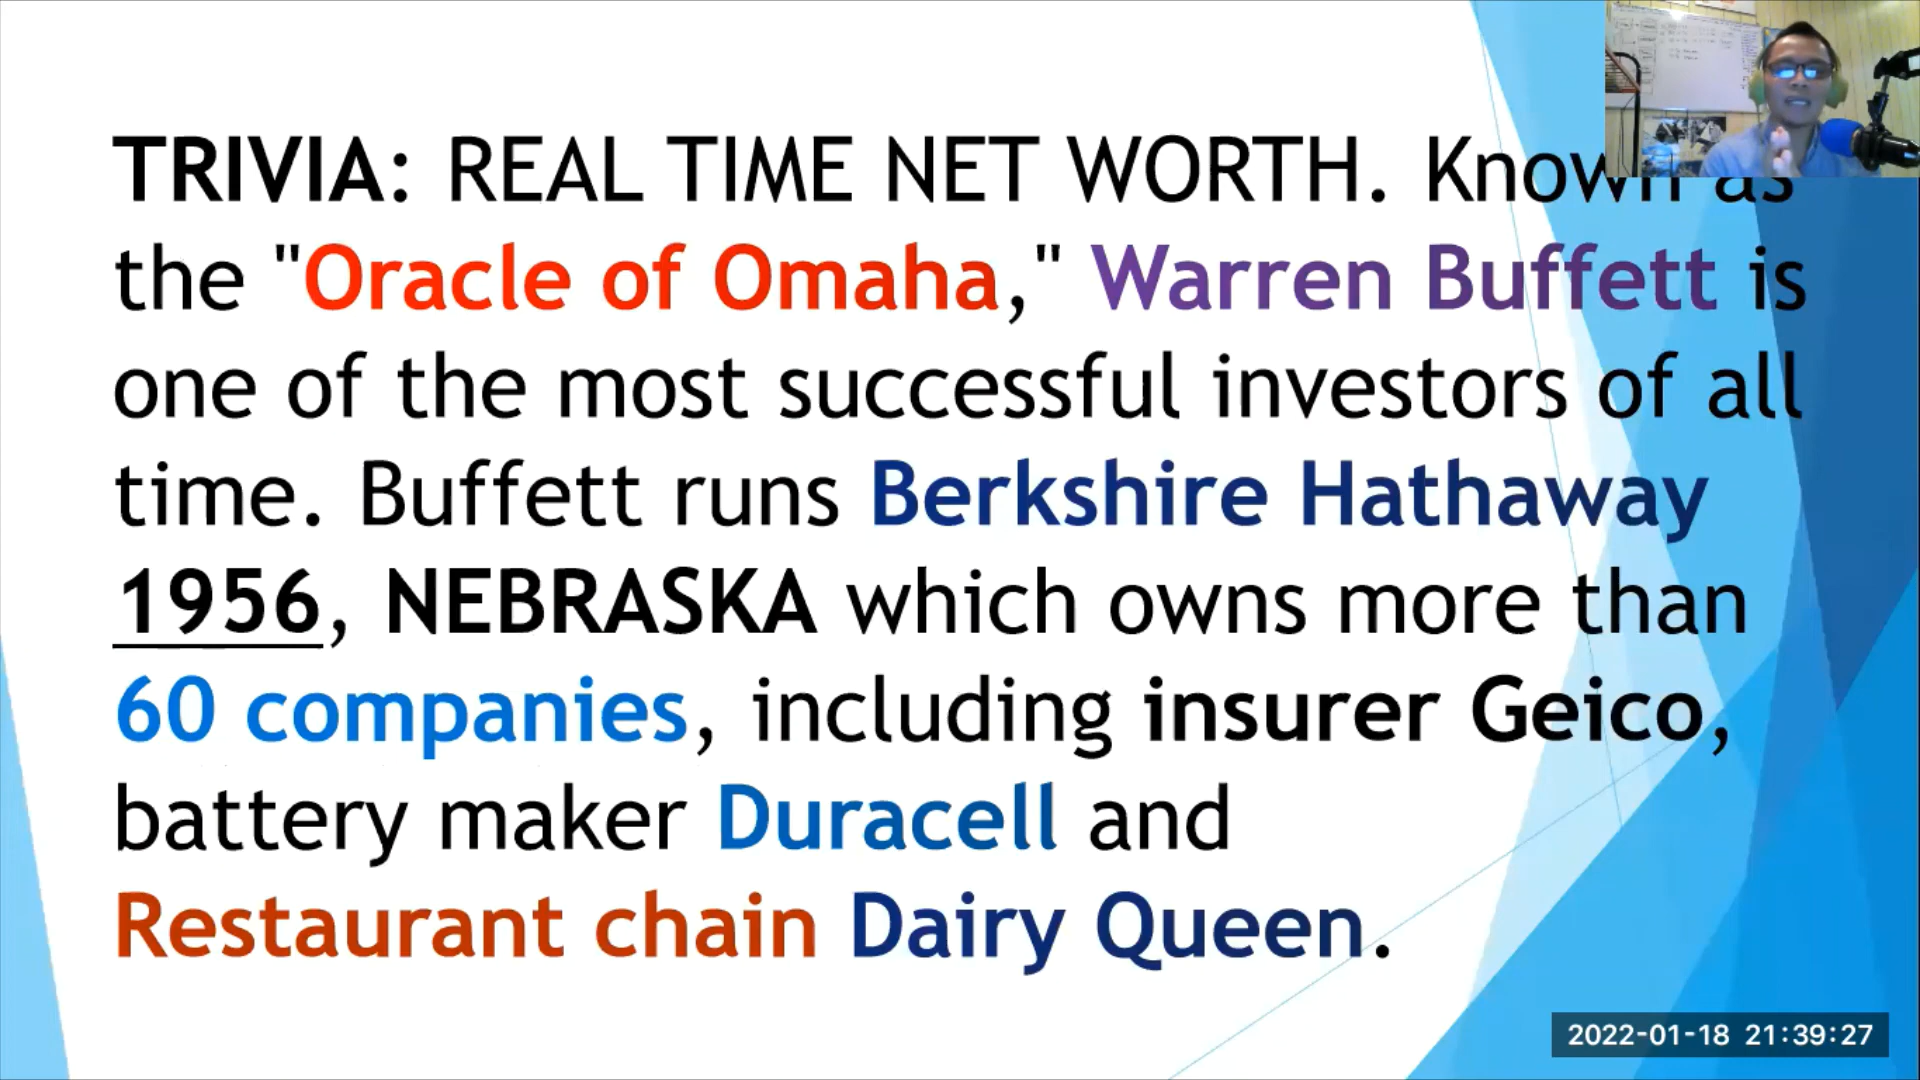 TRIVIA: REAL TIME NET WORTH. Known as
the "Oracle of Omaha," Warren Buffett is
one of the most successful investors of all
time. Buffett runs Berkshire Hathaway
1956, NEBRASKA which owns more than
60 companies, including insurer Geico,
battery maker Duracell and
Restaurant chain Dairy Queen.
2022-01-18 21:39:27